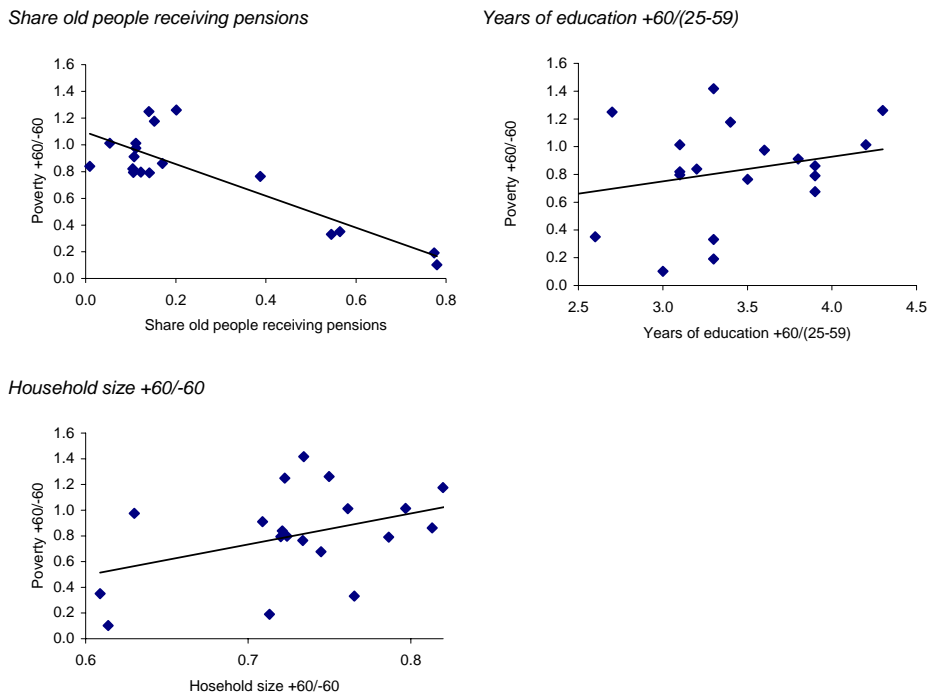 Share old people receiving pensions
1.6
1.4
1.2
1.0
0.8
0.6
0.4
0.2
0.0
Poverty +60/-60
0.0 0.2 0.4 0.6 0.8
Share old people receiving pensions
Years of education +60/(25-59)
1.6
1.4
1.2
1.0
0.8
0.6
0.4
0.2
0.0
Poverty +60/-60
2.5 3.0 3.5 4.0 4.5
Years of education +60/(25-59)
Household size +60/-60
1.6
1.4
1.2
1.0
0.8
0.6
0.4
0.2
0.0
Poverty +60/-60
0.6 0.7 0.8
Hosehold size +60/-60